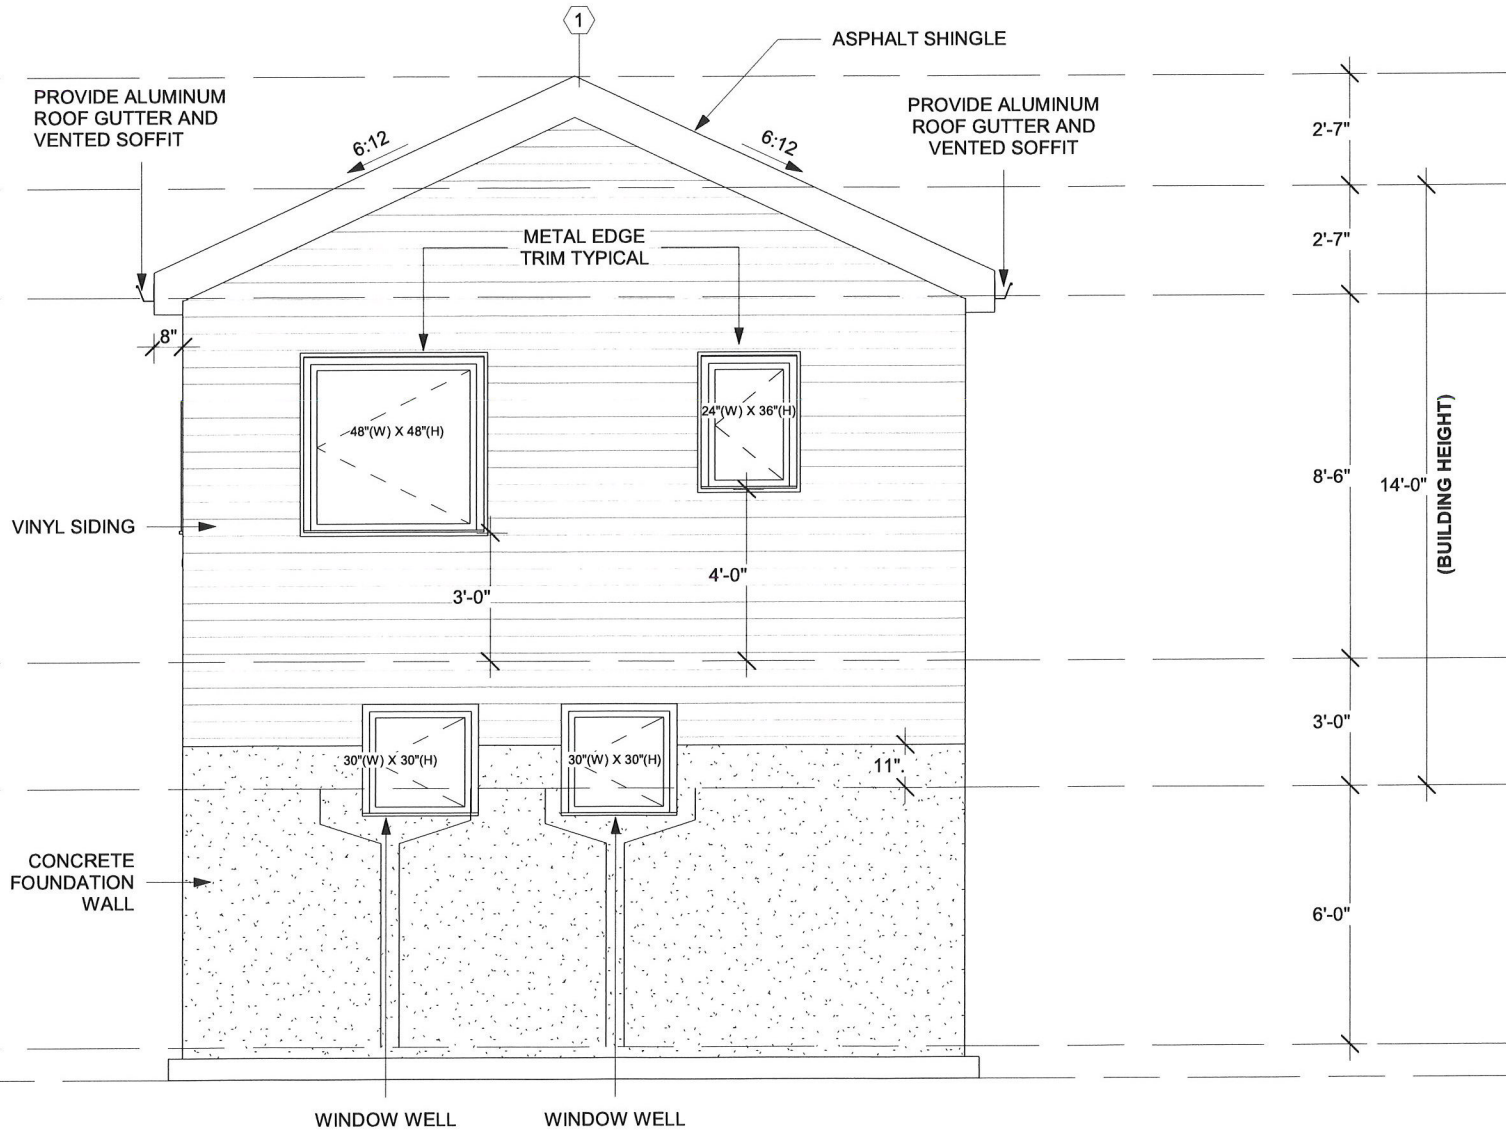 1
ASPHALT SHINGLE
PROVIDE ALUMINUM
ROOF GUTTER AND
VENTED SOFFIT
6:12
6:12
PROVIDE ALUMINUM
ROOF GUTTER AND
VENTED SOFFIT
2'-7"
METAL EDGE
TRIM TYPICAL
2'-7"
8"
24"(W) X 36"(H)
48"(W) X 48"(H)
8'-6"
14'-0"
(BUILDING HEIGHT)
VINYL SIDING
4'-0"
3'-0"
3'-0"
30"(W) X 30"(H)
30"(W) X 30"(H)
11"
CONCRETE
FOUNDATION
WALL
6'-0"
WINDOW WELL
WINDOW WELL